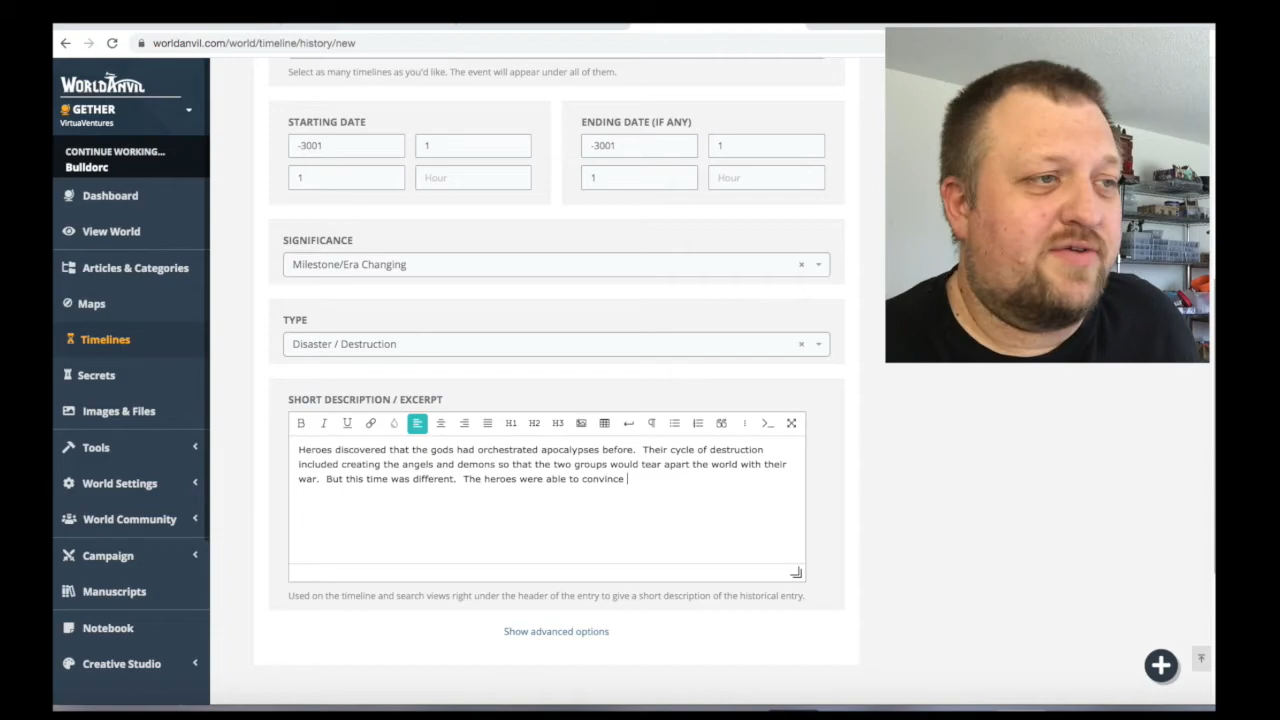 worldanvil.com/world/timeline/history/new
WORLDANVIL
GETHER
VirtuaVentures
CONTINUE WORKING...
Bulldorc
Dashboard
View World
Articles & Categories
Maps
Timelines
Secrets
Images & Files
Tools
World Settings
World Community
Campaign
Manuscripts
Notebook
Creative Studio
Select as many timelines as you'd like. The event will appear under all of them.
STARTING DATE
-3001 1
1 Hour
ENDING DATE (IF ANY)
-3001 1
1 Hour
SIGNIFICANCE
Milestone/Era Changing
× 
TYPE
Disaster / Destruction
×
SHORT DESCRIPTION / EXCERPT
B I U H1 H2 H3
Heroes discovered that the gods had orchestrated apocalypses before. Their cycle of destruction
included creating the angels and demons so that the two groups would tear apart the world with their
war. But this time was different. The heroes were able to convince
Used on the timeline and search views right under the header of the entry to give a short description of the historical entry.
Show advanced options